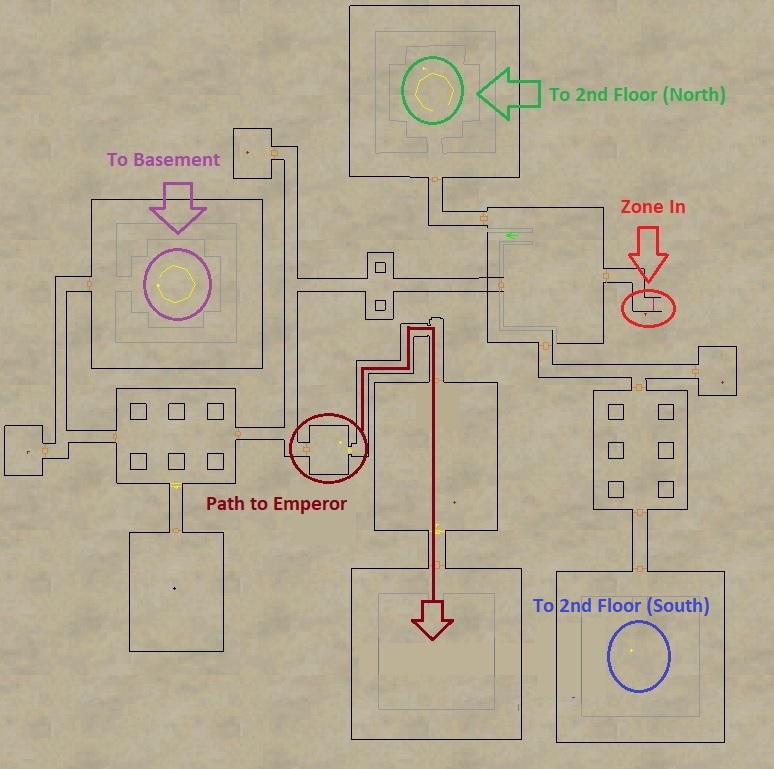 To 2nd Floor (North)
To Basement
Zone In
Path to Emperor
To 2nd Floor (South)